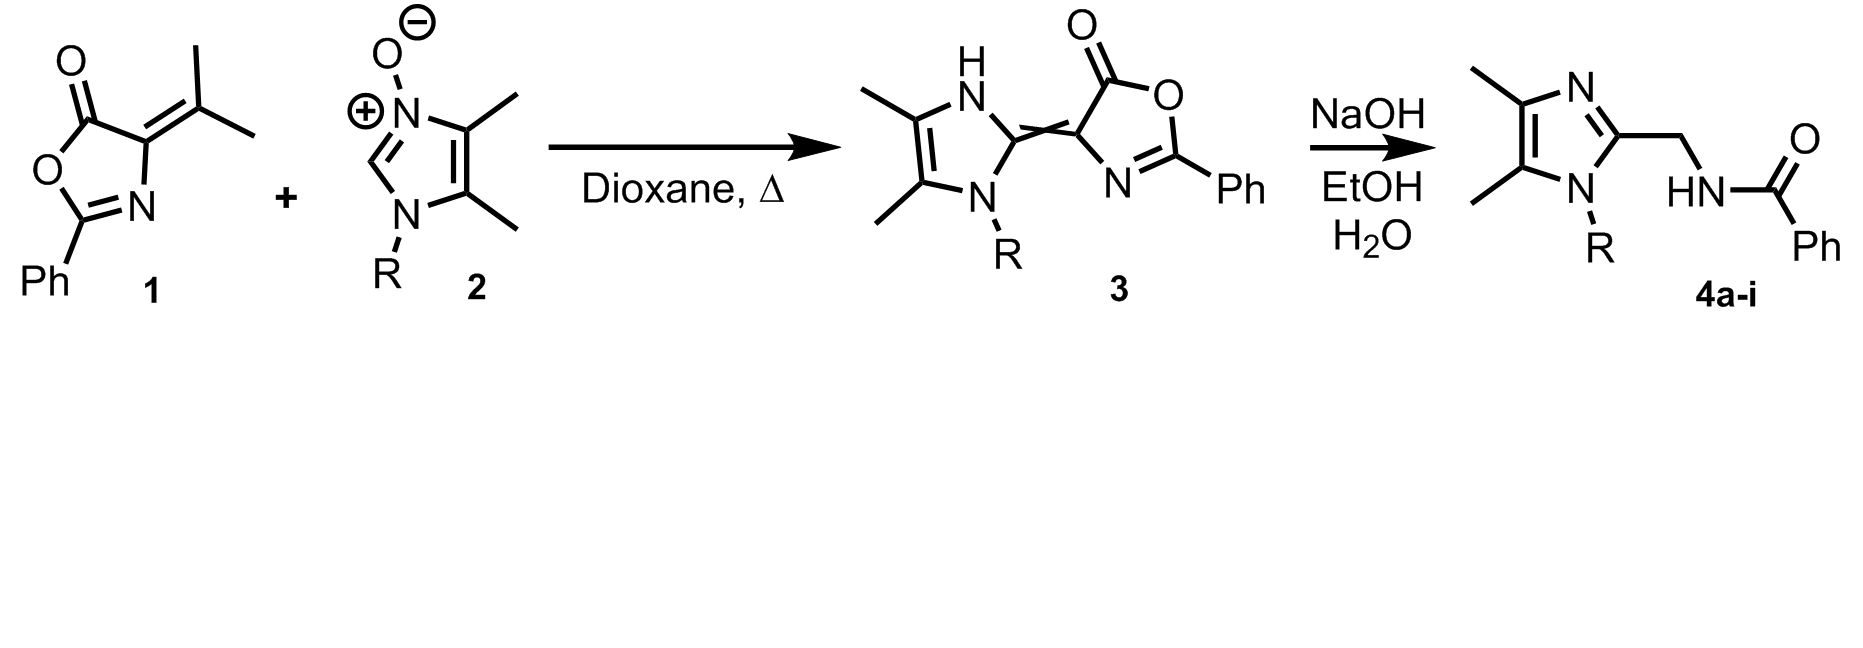 O
O
N
Ph
1
+
⊖
O
⊕
N
N
R
2
Dioxane, Δ
H
N
N
R
O
O
N
Ph
3
NaOH
EtOH
H₂O
N
N
R
HN
O
Ph
4a-i